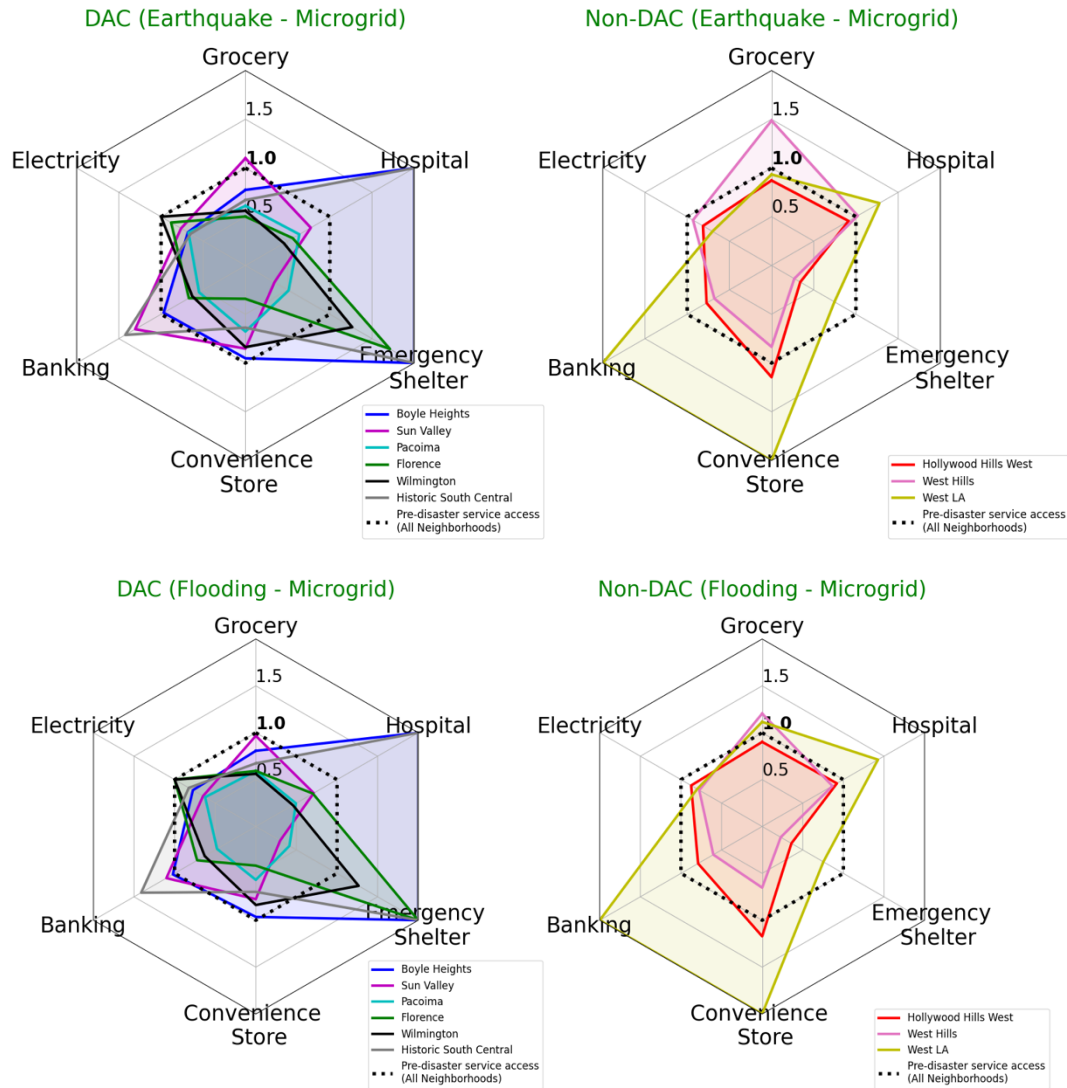 DAC (Earthquake - Microgrid)
Grocery
1.5
Electricity
1.0
Hospital
0.5
Banking
Emergency
Shelter
Convenience
Store
Boyle Heights
Sun Valley
Pacoima
Florence
Wilmington
Historic South Central
Pre-disaster service access
(All Neighborhoods)
Non-DAC (Earthquake - Microgrid)
Grocery
1.5
Electricity
1.0
Hospital
0.5
Banking
Emergency
Shelter
Convenience
Store
Hollywood Hills West
West Hills
West LA
Pre-disaster service access
(All Neighborhoods)
DAC (Flooding - Microgrid)
Grocery
1.5
Electricity
1.0
Hospital
0.5
Banking
Emergency
Shelter
Convenience
Store
Boyle Heights
Sun Valley
Pacoima
Florence
Wilmington
Historic South Central
Pre-disaster service access
(All Neighborhoods)
Non-DAC (Flooding - Microgrid)
Grocery
1.5
Electricity
1.0
Hospital
0.5
Banking
Emergency
Shelter
Convenience
Store
Hollywood Hills West
West Hills
West LA
Pre-disaster service access
(All Neighborhoods)